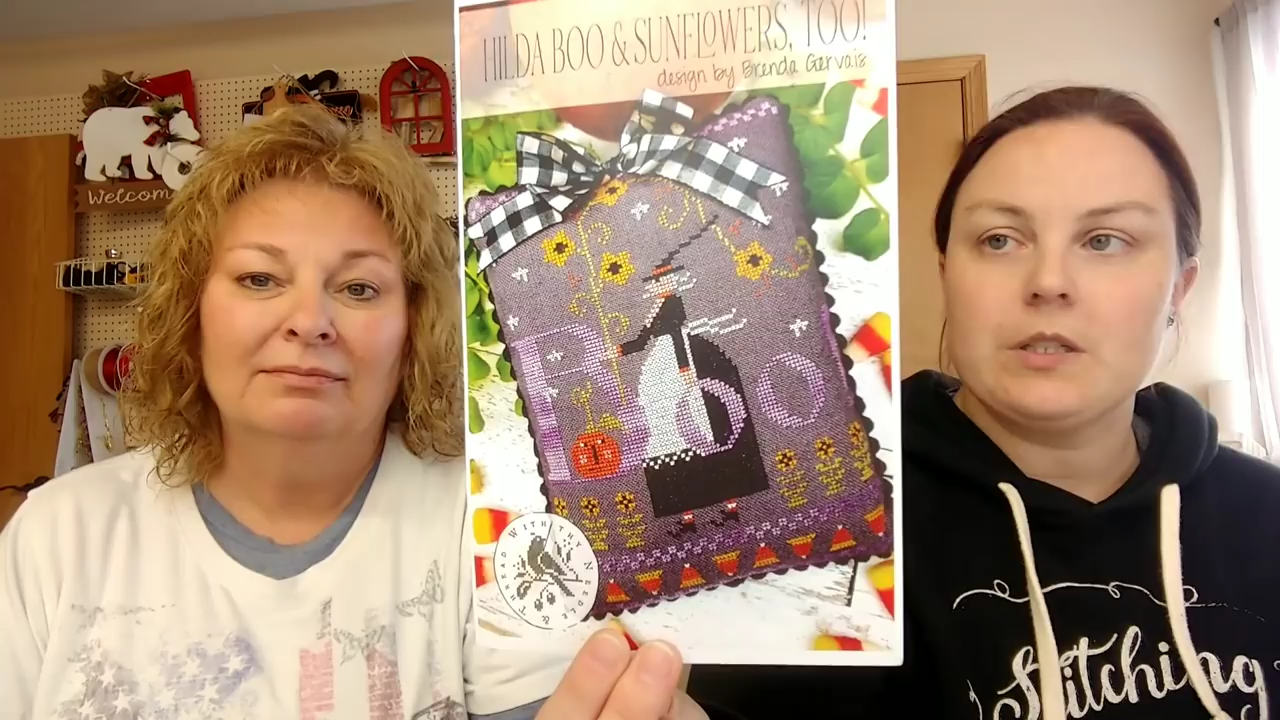 HILDA BOO & SUNFLOWERS, TOO!
design by Brenda Gervais
Welcome
Boo
WITH THY NEEDLE & THREAD
Stitching